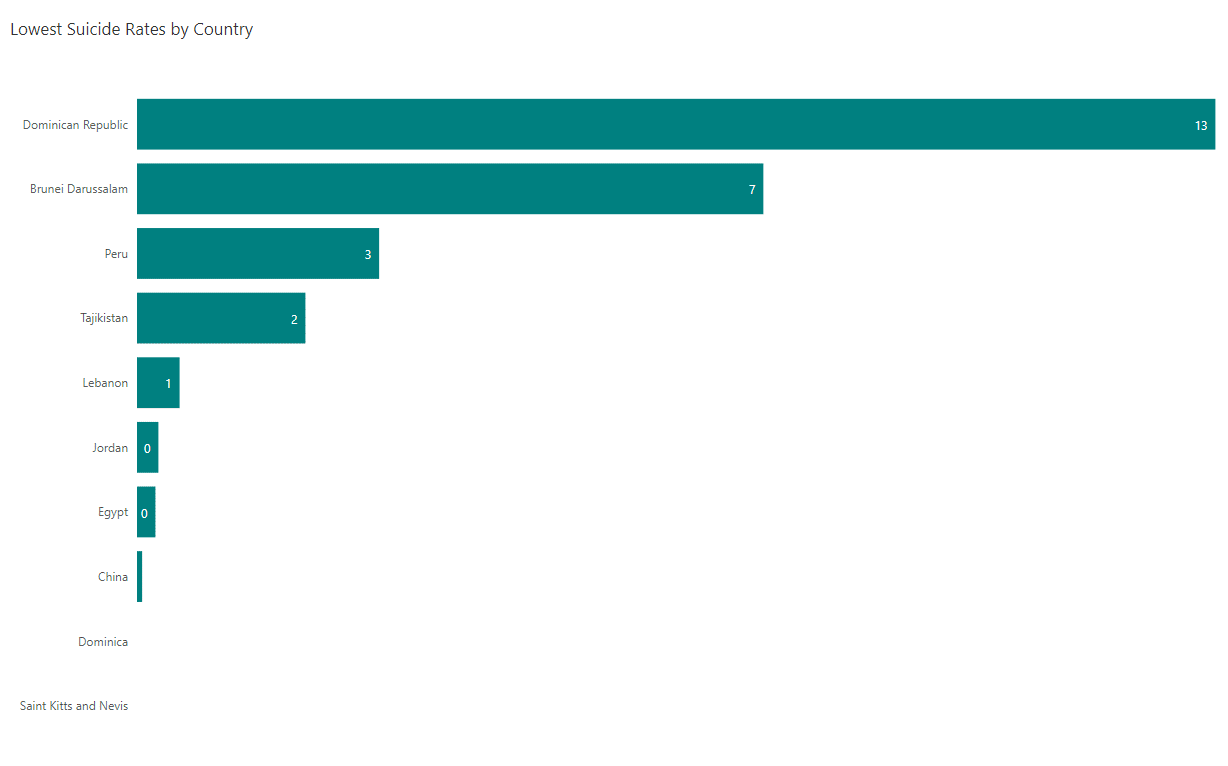 Lowest Suicide Rates by Country
Dominican Republic 13
Brunei Darussalam 7
Peru 3
Tajikistan 2
Lebanon 1
Jordan 0
Egypt 0
China
Dominica
Saint Kitts and Nevis